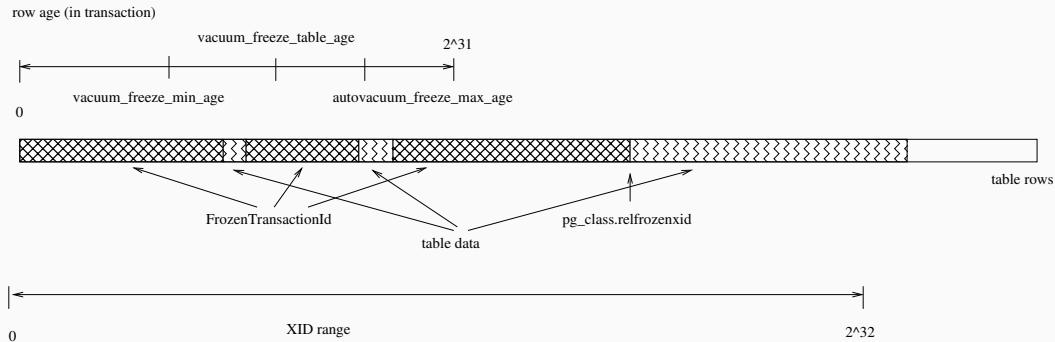 row age (in transaction)
vacuum_freeze_table_age
2^31
vacuum_freeze_min_age
autovacuum_freeze_max_age
0
table rows
FrozenTransactionId
pg_class.relfrozenxid
table data
0
XID range
2^32